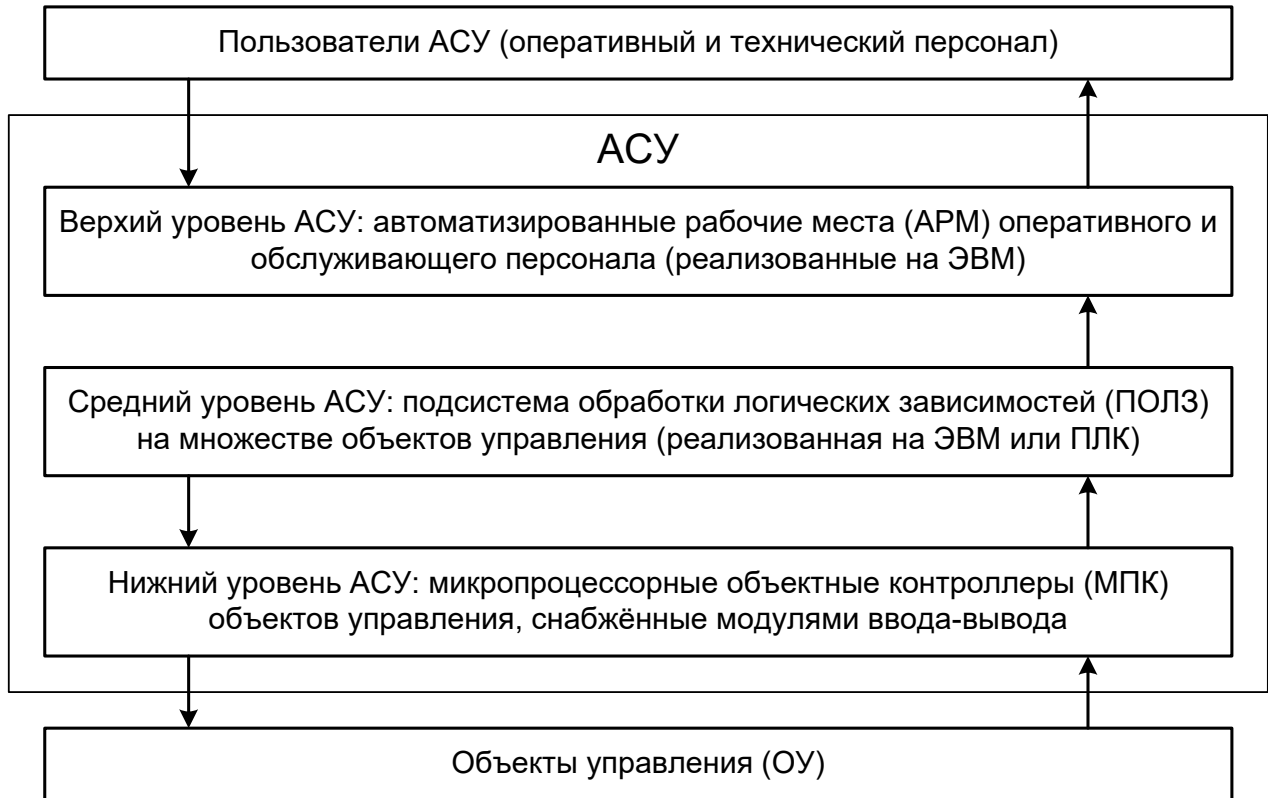 Пользователи АСУ (оперативный и технический персонал)
АСУ
Верхий уровень АСУ: автоматизированные рабочие места (АРМ) оперативного и
обслуживающего персонала (реализованные на ЭВМ)
Средний уровень АСУ: подсистема обработки логических зависимостей (ПОЛЗ)
на множестве объектов управления (реализованная на ЭВМ или ПЛК)
Нижний уровень АСУ: микропроцессорные объектные контроллеры (МПК)
объектов управления, снабжённые модулями ввода-вывода
Объекты управления (ОУ)